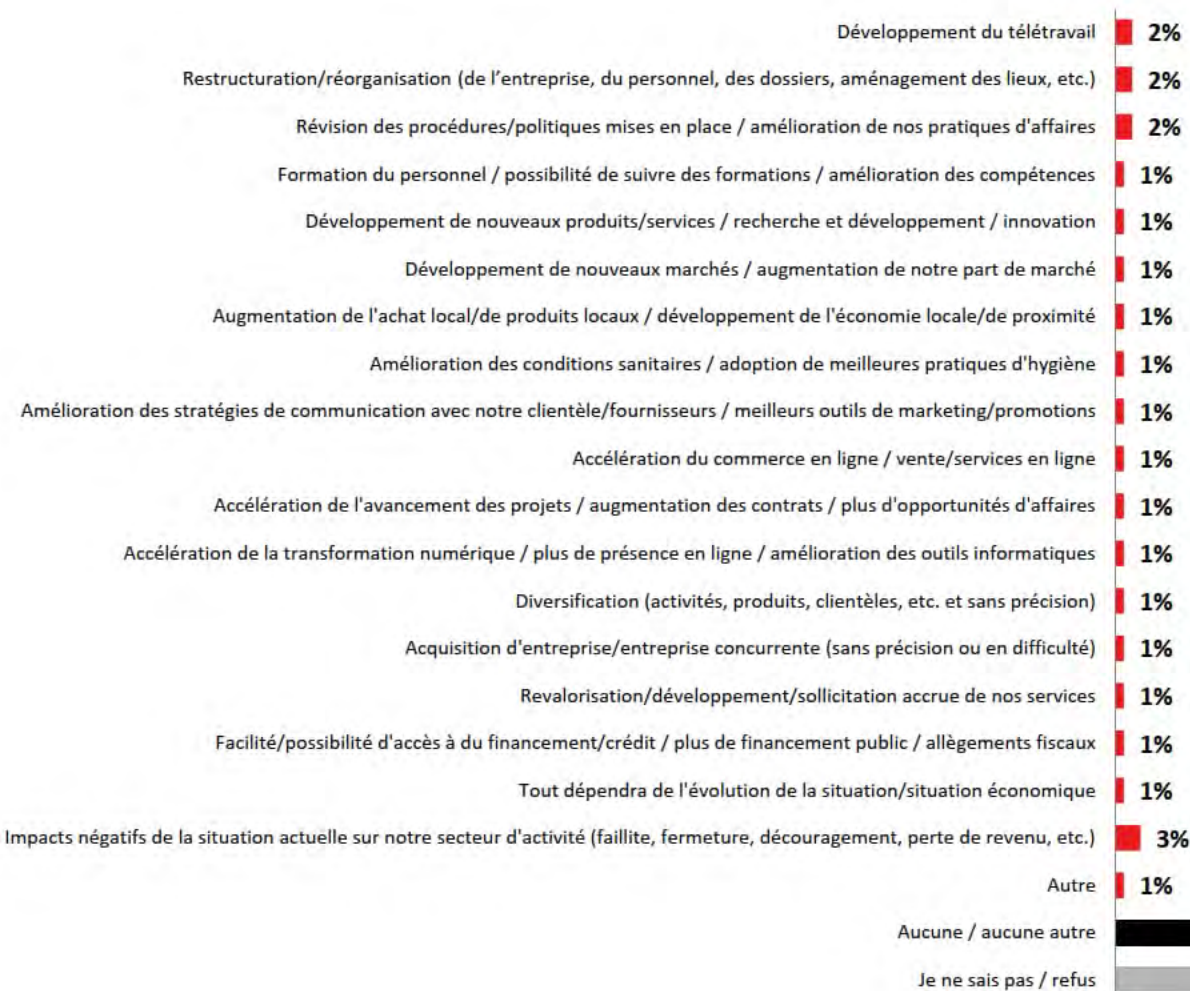 Développement du télétravail 2%
Restructuration/réorganisation (de l'entreprise, du personnel, des dossiers, aménagement des lieux, etc.) 2%
Révision des procédures/politiques mises en place / amélioration de nos pratiques d'affaires 2%
Formation du personnel / possibilité de suivre des formations / amélioration des compétences 1%
Développement de nouveaux produits/services / recherche et développement / innovation 1%
Développement de nouveaux marchés / augmentation de notre part de marché 1%
Augmentation de l'achat local/de produits locaux / développement de l'économie locale/de proximité 1%
Amélioration des conditions sanitaires / adoption de meilleures pratiques d'hygiène 1%
Amélioration des stratégies de communication avec notre clientèle/fournisseurs / meilleurs outils de marketing/promotions 1%
Accélération du commerce en ligne / vente/services en ligne 1%
Accélération de l'avancement des projets / augmentation des contrats / plus d'opportunités d'affaires 1%
Accélération de la transformation numérique / plus de présence en ligne / amélioration des outils informatiques 1%
Diversification (activités, produits, clientèles, etc. et sans précision) 1%
Acquisition d'entreprise/entreprise concurrente (sans précision ou en difficulté) 1%
Revalorisation/développement/sollicitation accrue de nos services 1%
Facilité/possibilité d'accès à du financement/crédit / plus de financement public / allègements fiscaux 1%
Tout dépendra de l'évolution de la situation/situation économique 1%
Impacts négatifs de la situation actuelle sur notre secteur d'activité (faillite, fermeture, découragement, perte de revenu, etc.) 3%
Autre 1%
Aucune / aucune autre
Je ne sais pas / refus